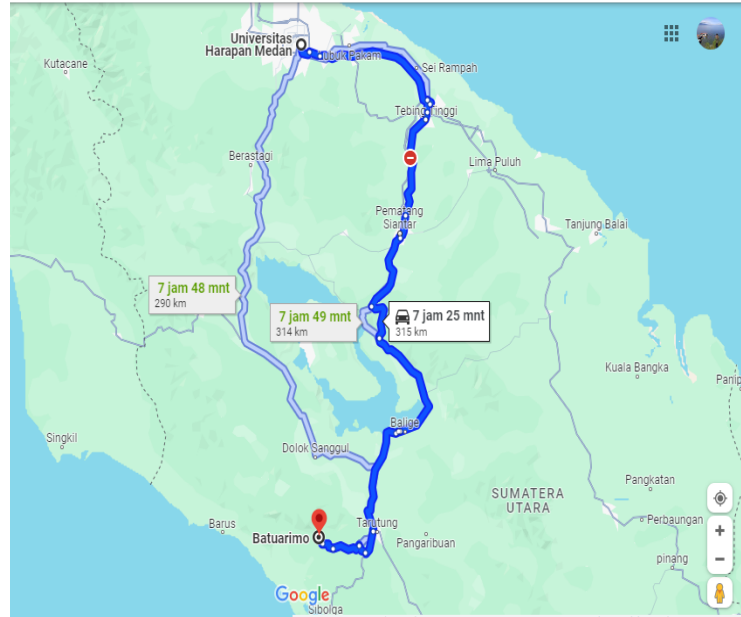 Universitas
Harapan Medan
Kutacane
Lubuk Pakam
Sei Rampah
Tebing Tinggi
Berastagi
Lima Puluh
Pematang
Siantar
Tanjung Balai
7 jam 48 mnt
290 km
7 jam 49 mnt
314 km
7 jam 25 mnt
315 km
Kuala Bangka
Panip
Balige
Dolok Sanggul
Singkil
SUMATERA
UTARA
Pangkatan
Barus
Tarutung
Perbaungan
Batuarimo
Pangaribuan
pinang
Google
Sibolga